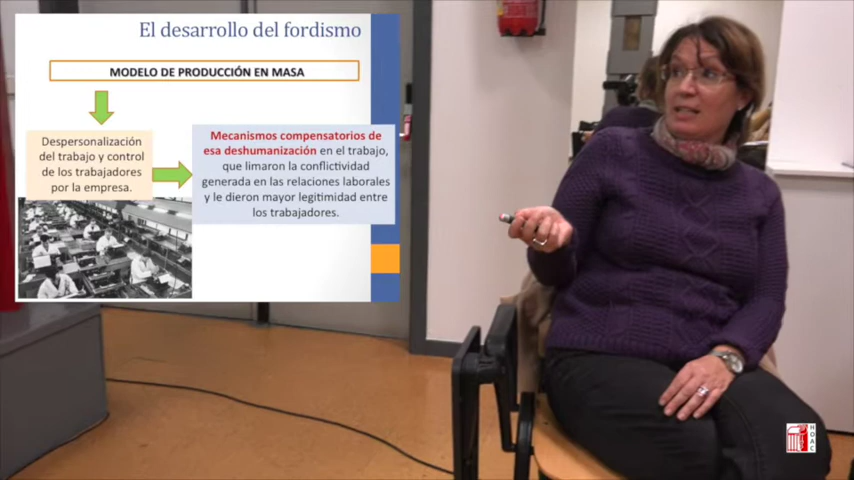 El desarrollo del fordismo
MODELO DE PRODUCCIÓN EN MASA
Despersonalización
del trabajo y control
de los trabajadores
por la empresa.
Mecanismos compensatorios de
esa deshumanización en el trabajo,
que limaron la conflictividad
generada en las relaciones laborales
y le dieron mayor legitimidad entre
los trabajadores.
HOAC